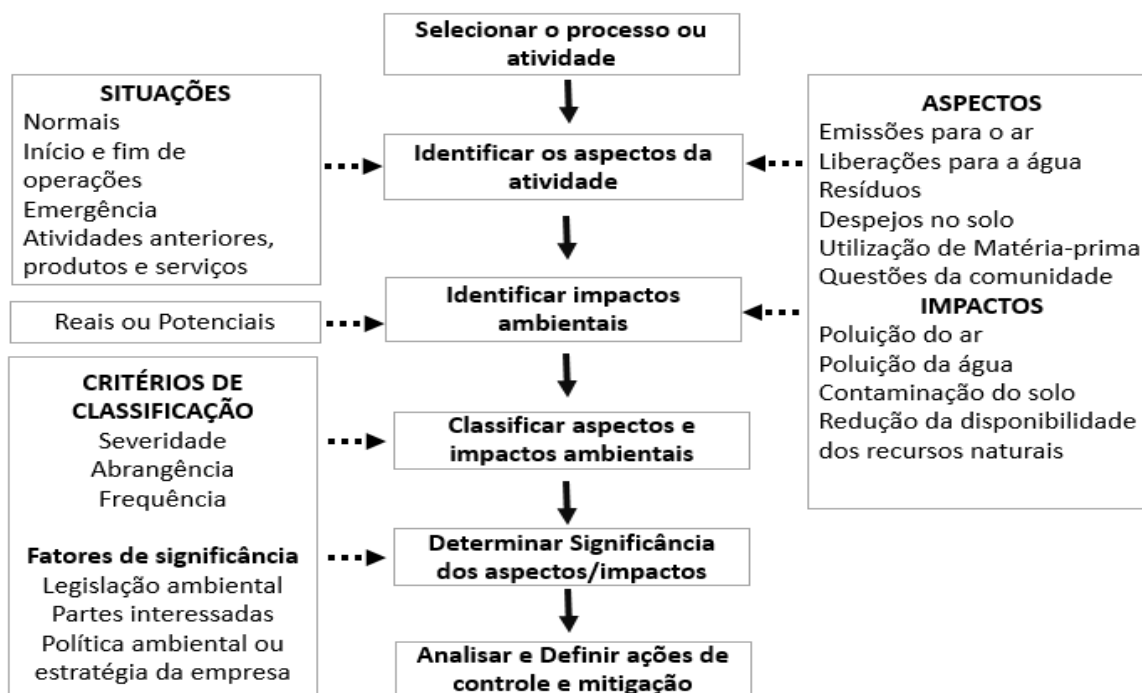 Selecionar o processo ou
atividade
SITUAÇÕES
Normais
Início e fim de
operações
Emergência
Atividades anteriores,
produtos e serviços
Identificar os aspectos da
atividade
ASPECTOS
Emissões para o ar
Liberações para a água
Resíduos
Despejos no solo
Utilização de Matéria-prima
Questões da comunidade
IMPACTOS
Poluição do ar
Poluição da água
Contaminação do solo
Redução da disponibilidade
dos recursos naturais
Reais ou Potenciais
Identificar impactos
ambientais
CRITÉRIOS DE
CLASSIFICAÇÃO
Severidade
Abrangência
Frequência
Classificar aspectos e
impactos ambientais
Fatores de significância
Legislação ambiental
Partes interessadas
Política ambiental ou
estratégia da empresa
Determinar Significância
dos aspectos/impactos
Analisar e Definir ações de
controle e mitigação